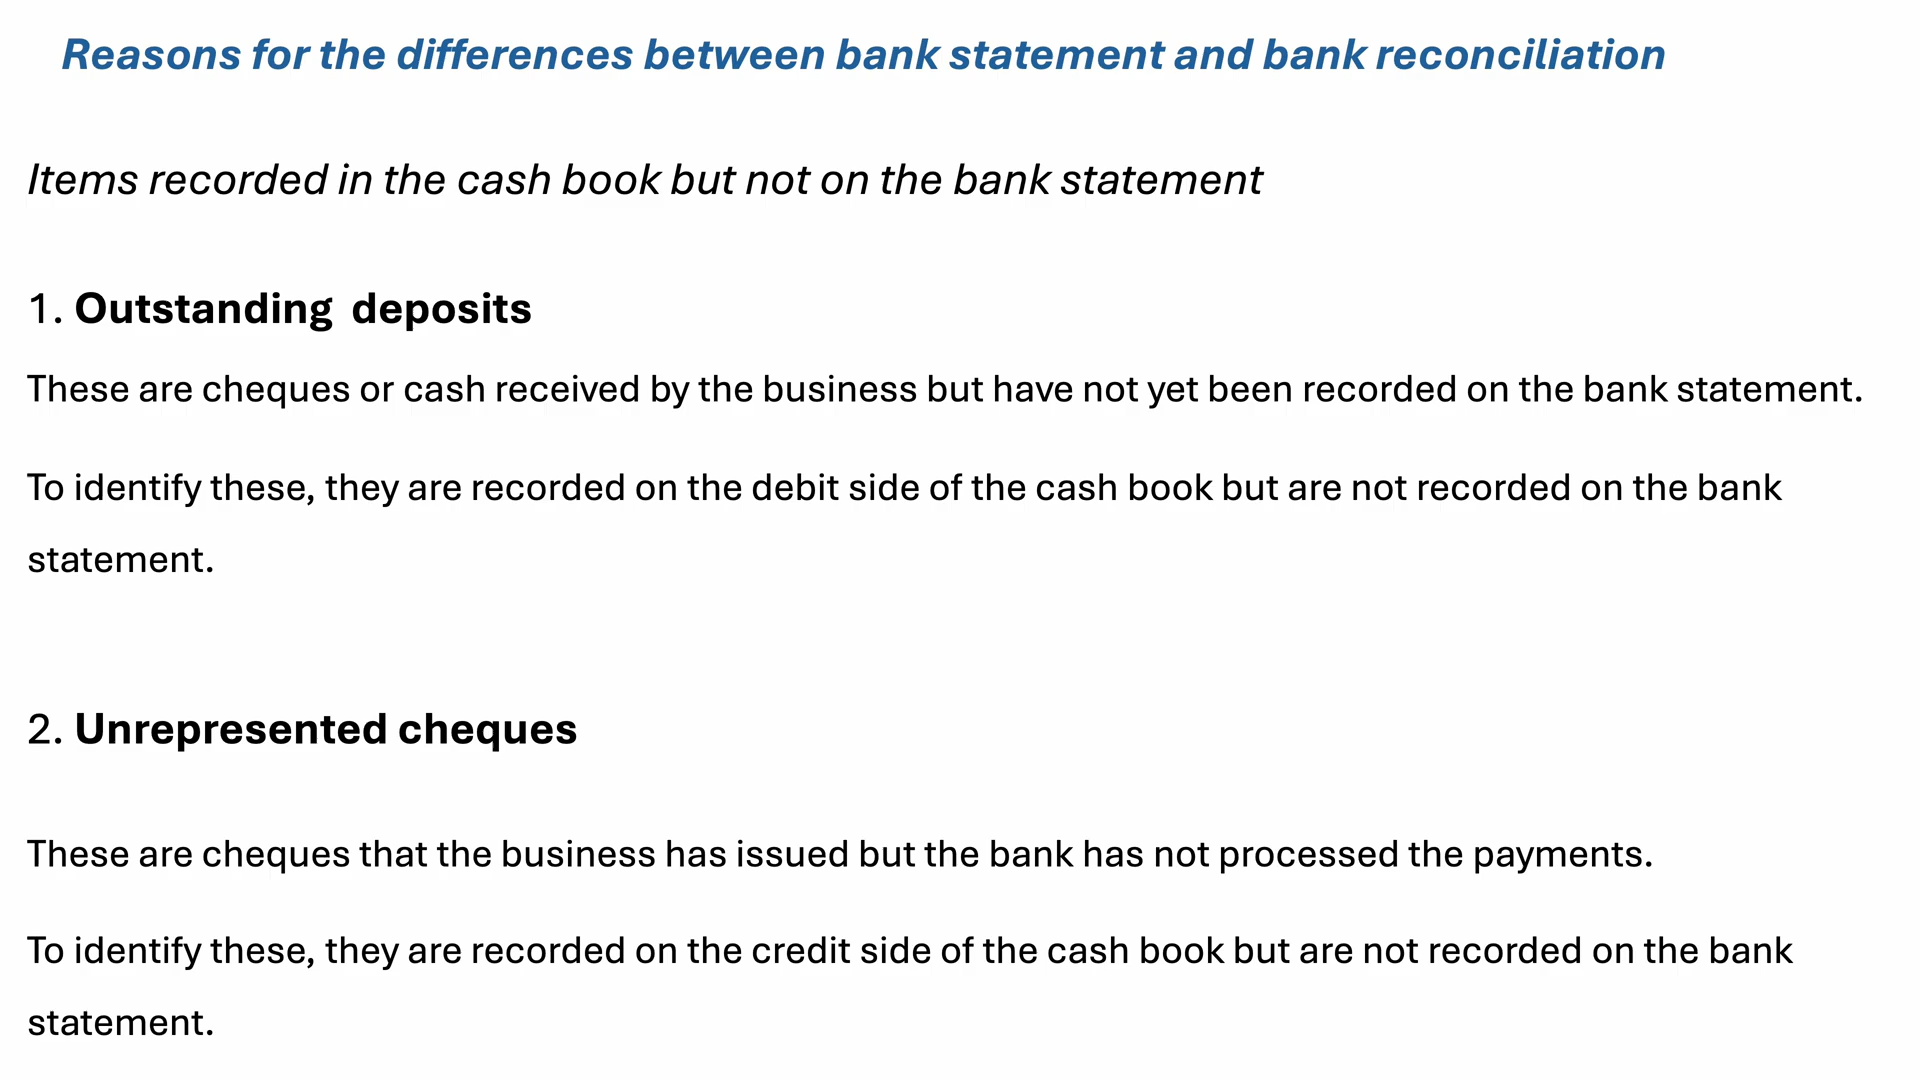 Reasons for the differences between bank statement and bank reconciliation
Items recorded in the cash book but not on the bank statement
1. Outstanding deposits
These are cheques or cash received by the business but have not yet been recorded on the bank statement.
To identify these, they are recorded on the debit side of the cash book but are not recorded on the bank
statement.
2. Unrepresented cheques
These are cheques that the business has issued but the bank has not processed the payments.
To identify these, they are recorded on the credit side of the cash book but are not recorded on the bank
statement.